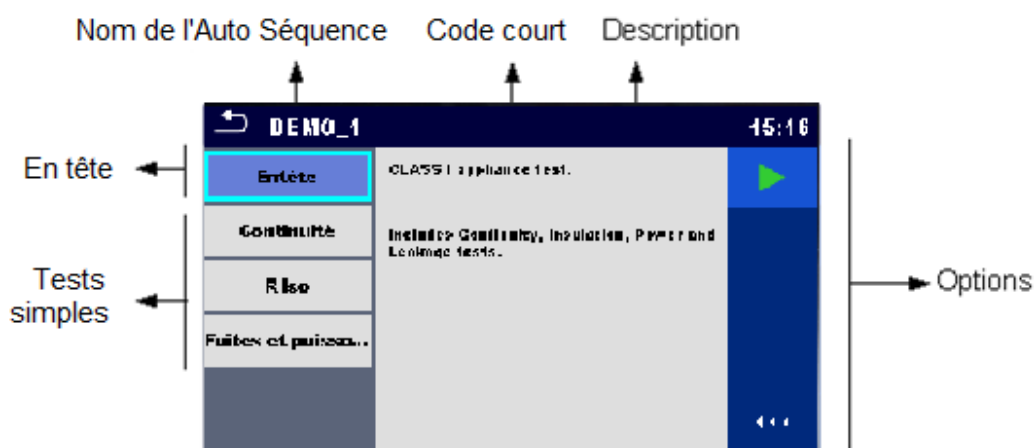 Nom de l'Auto Séquence Code court Description
DEMO_1 15:16
En tête
Entête
CLASS I appliance test.
Continuité
Includes Continuity, Insulation, Power and
Leakage tests.
Tests
simples
R Iso
Options
Fuites et puissa...